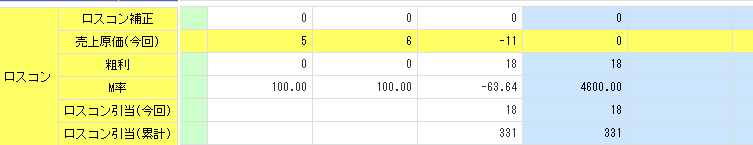 ロスコン
ロスコン補正 0 0 0 0
売上原価(今回) 5 6 -11 0
粗利 0 0 18 18
M率 100.00 100.00 -63.64 4600.00
ロスコン引当(今回) 18 18
ロスコン引当(累計) 331 331